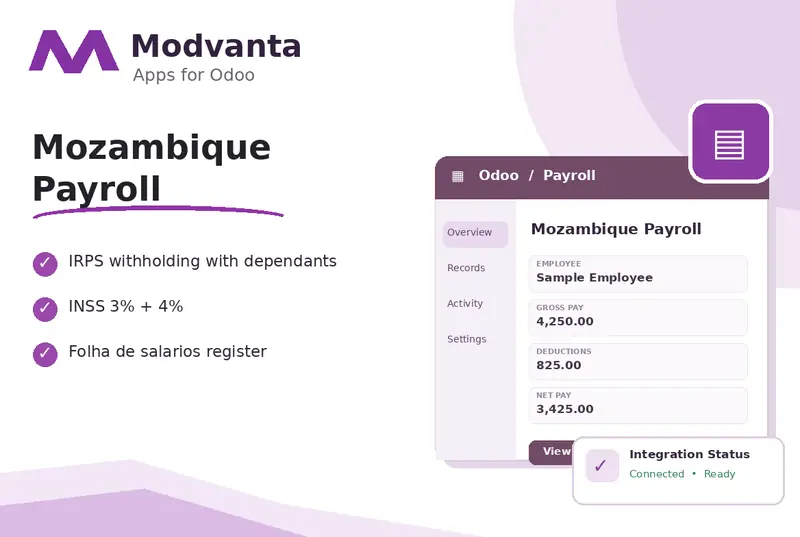 Modvanta
Apps for Odoo
Mozambique
Payroll
IRPS withholding with dependants
INSS 3% + 4%
Folha de salarios register
Odoo / Payroll
Overview
Records
Activity
Settings
Mozambique Payroll
EMPLOYEE
Sample Employee
GROSS PAY
4,250.00
DEDUCTIONS
825.00
NET PAY
3,425.00
View
Integration Status
Connected • Ready